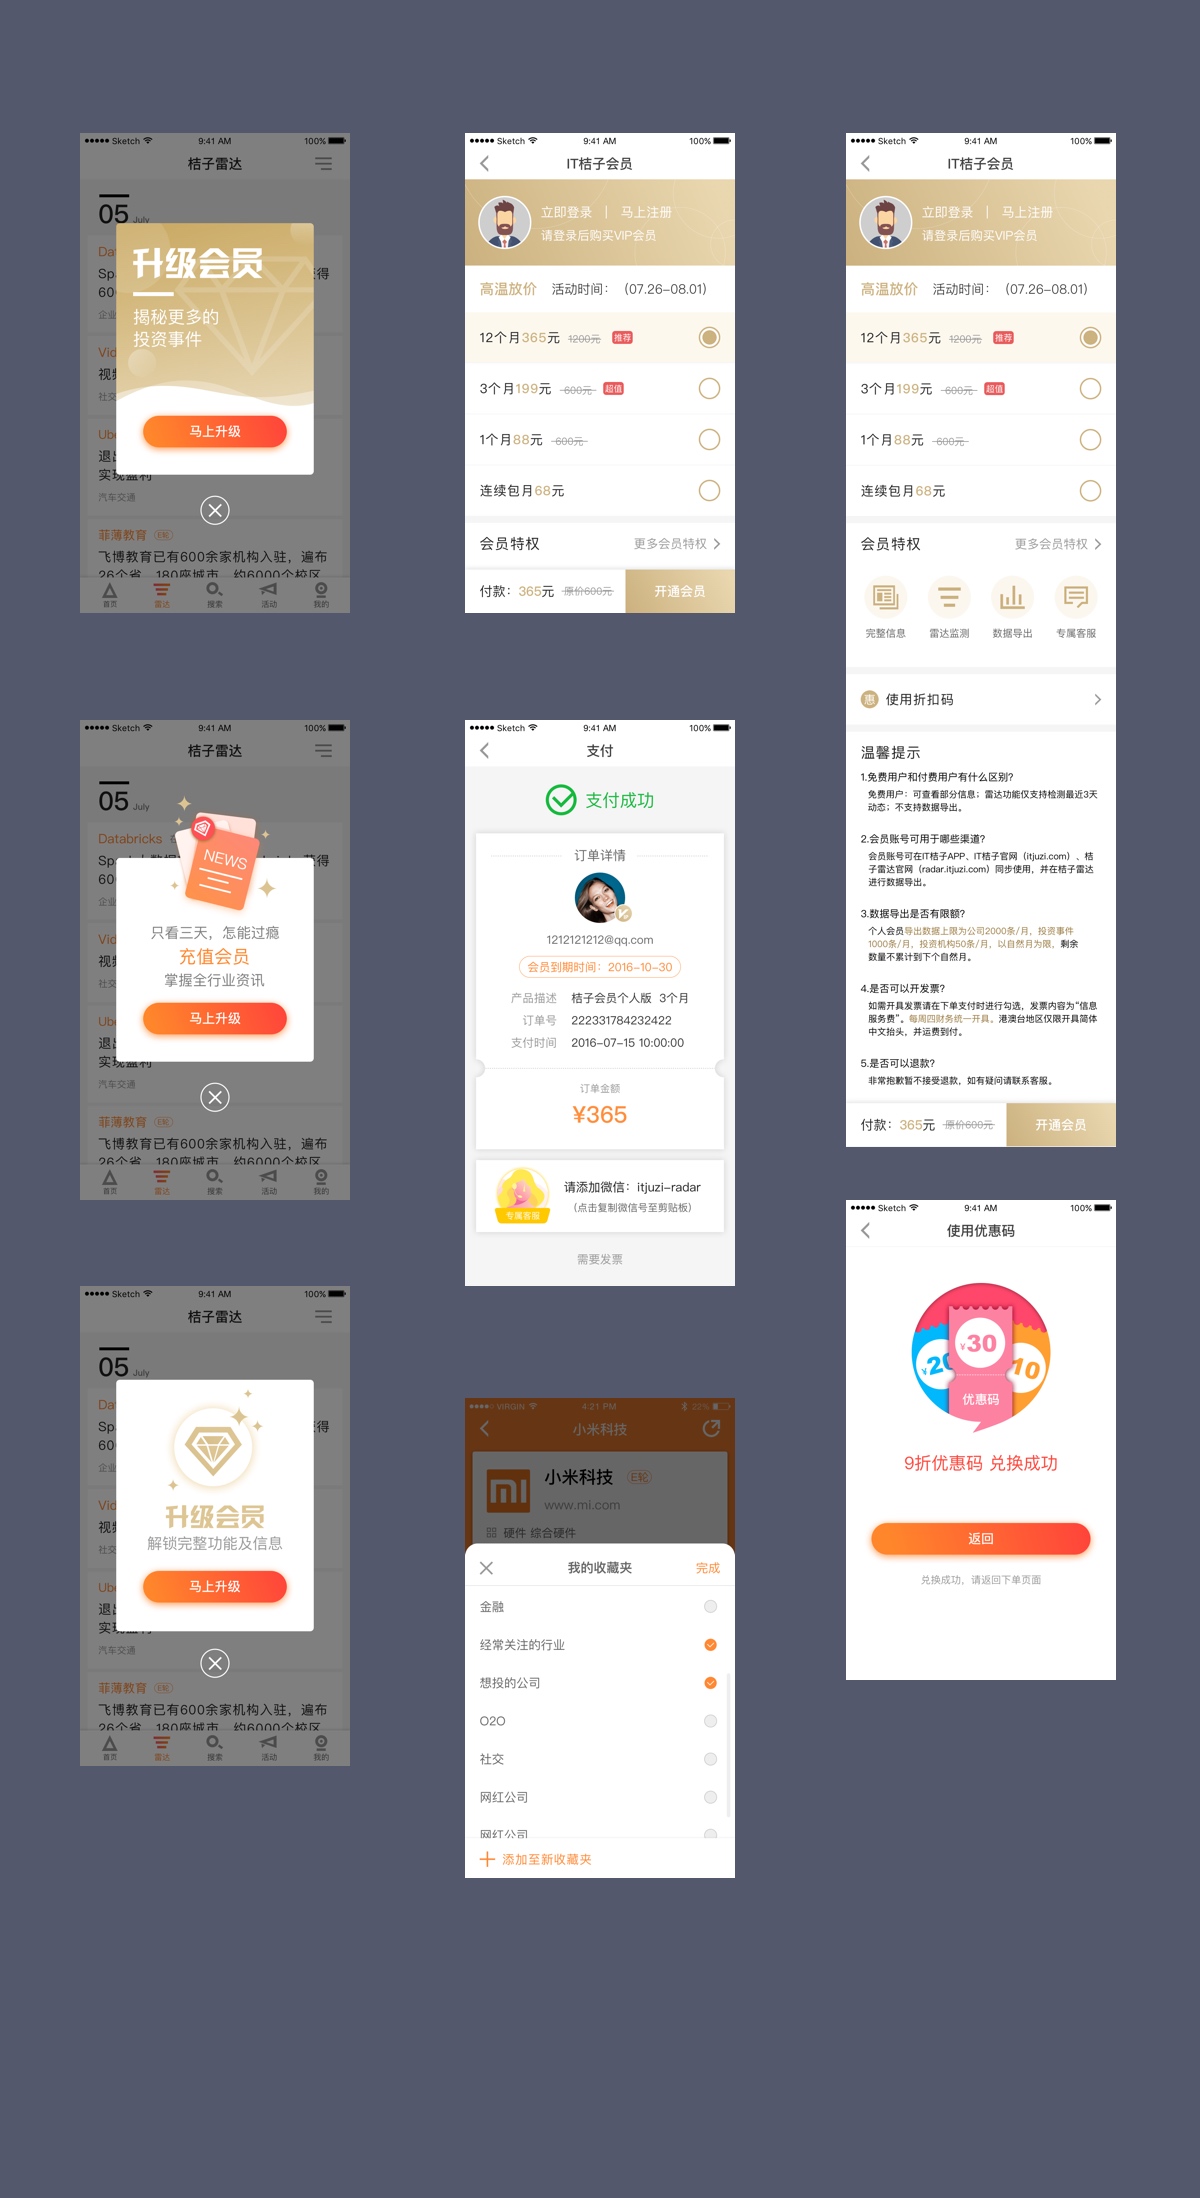 Sketch 9:41 AM 100%
桔子雷达
05 July
升级会员
揭秘更多的
投资事件
马上升级
实现盈利
汽车交通
菲薄教育 E轮
飞博教育已有600余家机构入驻，遍布
26个省，180座城市，约6000个校区
首页 雷达 搜索 活动 我的
Sketch 9:41 AM 100%
桔子雷达
05 July
Databricks
NEWS
只看三天，怎能过瘾
充值会员
掌握全行业资讯
马上升级
实现盈利
汽车交通
菲薄教育 E轮
飞博教育已有600余家机构入驻，遍布
26个省，180座城市，约6000个校区
首页 雷达 搜索 活动 我的
Sketch 9:41 AM 100%
桔子雷达
05 July
升级会员
解锁完整功能及信息
马上升级
汽车交通
菲薄教育 E轮
飞博教育已有600余家机构入驻，遍布
26个省，180座城市，约6000个校区
首页 雷达 搜索 活动 我的
Sketch 9:41 AM 100%
IT桔子会员
立即登录 | 马上注册
请登录后购买VIP会员
高温放价 活动时间：（07.26-08.01）
12个月365元 1200元 推荐
3个月199元 600元 超值
1个月88元 600元
连续包月68元
会员特权 更多会员特权
付款：365元 原价600元 开通会员
Sketch 9:41 AM 100%
支付
支付成功
订单详情
1212121212@qq.com
会员到期时间：2016-10-30
产品描述 桔子会员个人版 3个月
订单号 222331784232422
支付时间 2016-07-15 10:00:00
订单金额
¥365
专属客服
请添加微信：itjuzi-radar
（点击复制微信号至剪贴板）
需要发票
VIRGIN 4:21 PM 22%
小米科技
小米科技 E轮
www.mi.com
硬件 综合硬件
我的收藏夹 完成
金融
经常关注的行业
想投的公司
O2O
社交
网红公司
网红公司
添加至新收藏夹
Sketch 9:41 AM 100%
IT桔子会员
立即登录 | 马上注册
请登录后购买VIP会员
高温放价 活动时间：（07.26-08.01）
12个月365元 1200元 推荐
3个月199元 600元 超值
1个月88元 600元
连续包月68元
会员特权 更多会员特权
完整信息 雷达监测 数据导出 专属客服
惠 使用折扣码
温馨提示
1.免费用户和付费用户有什么区别?
免费用户：可查看部分信息；雷达功能仅支持检测最近3天
动态；不支持数据导出。
2.会员账号可用于哪些渠道?
会员账号可在IT桔子APP、IT桔子官网（itjuzi.com）、桔
子雷达官网（radar.itjuzi.com）同步使用，并在桔子雷达
进行数据导出。
3.数据导出是否有限额?
个人会员导出数据上限为公司2000条/月，投资事件
1000条/月，投资机构50条/月，以自然月为限，剩余
数量不累计到下个自然月。
4.是否可以开发票?
如需开具发票请在下单支付时进行勾选，发票内容为“信息
服务费”。每周四财务统一开具。港澳台地区仅限开具简体
中文抬头，并运费到付。
5.是否可以退款?
非常抱歉暂不接受退款，如有疑问请联系客服。
付款：365元 原价600元 开通会员
Sketch 9:41 AM 100%
使用优惠码
¥20 ¥30 10
优惠码
9折优惠码 兑换成功
返回
兑换成功，请返回下单页面